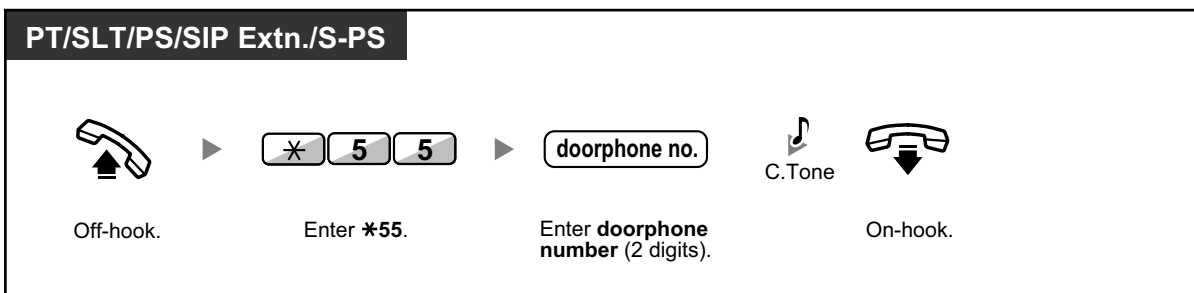 PT/SLT/PS/SIP Extn./S-PS
✳ 5 5
doorphone no.
C.Tone
Off-hook.
Enter ✳55.
Enter doorphone
number (2 digits).
On-hook.